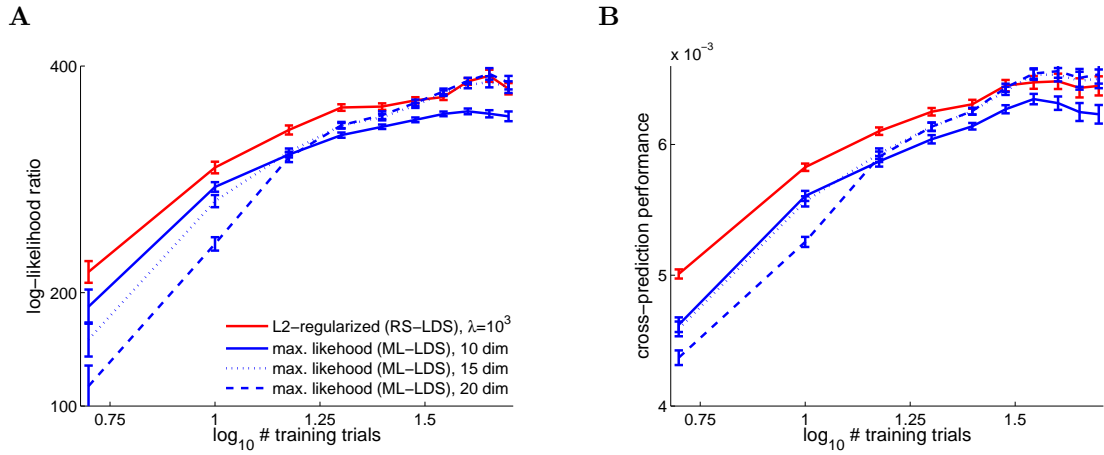 A
400
200
100
log−likelihood ratio
0.75
1
1.25
1.5
log10 # training trials
L2−regularized (RS−LDS), λ=10³
max. likehood (ML−LDS), 10 dim
max. likehood (ML−LDS), 15 dim
max. likehood (ML−LDS), 20 dim
B
x 10⁻³
6
5
4
cross−prediction performance
0.75
1
1.25
1.5
log10 # training trials